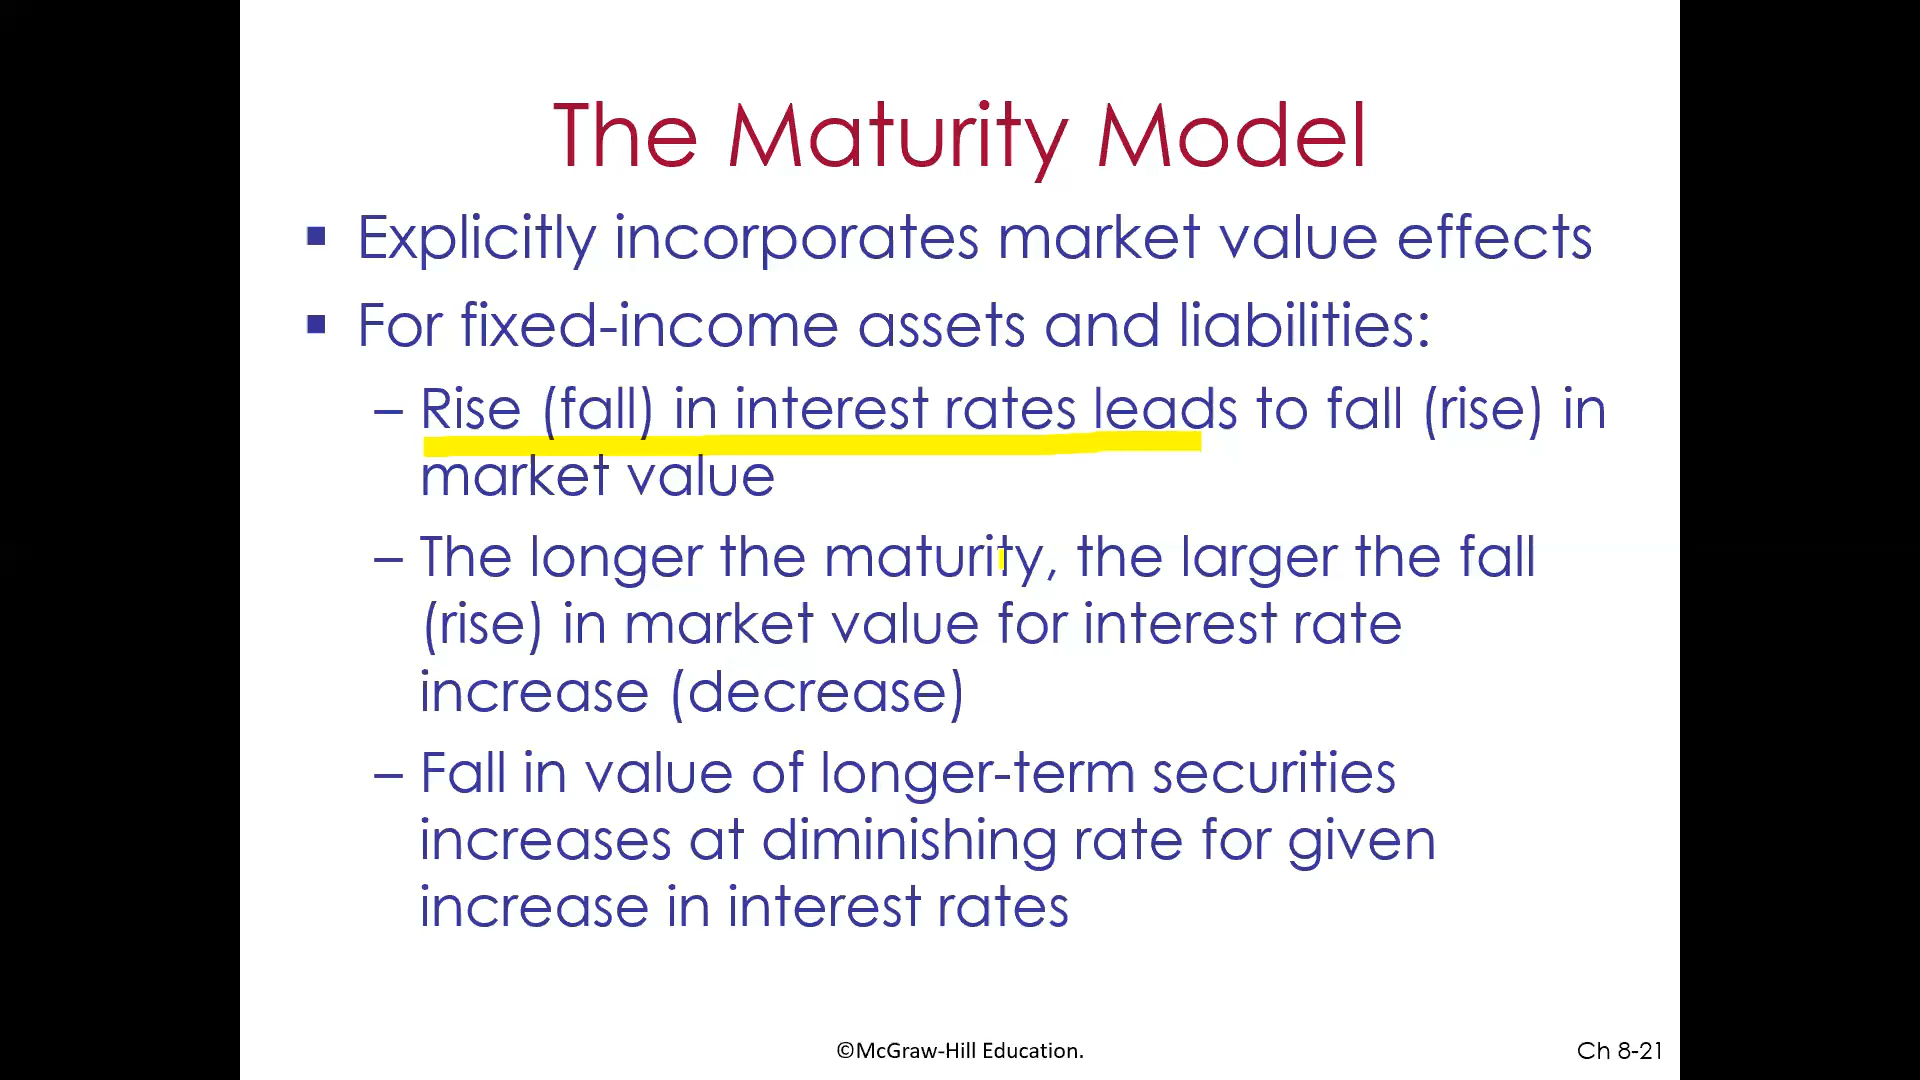 The Maturity Model
▪ Explicitly incorporates market value effects
▪ For fixed-income assets and liabilities:
– Rise (fall) in interest rates leads to fall (rise) in
market value
– The longer the maturity, the larger the fall
(rise) in market value for interest rate
increase (decrease)
– Fall in value of longer-term securities
increases at diminishing rate for given
increase in interest rates
©McGraw-Hill Education.
Ch 8-21